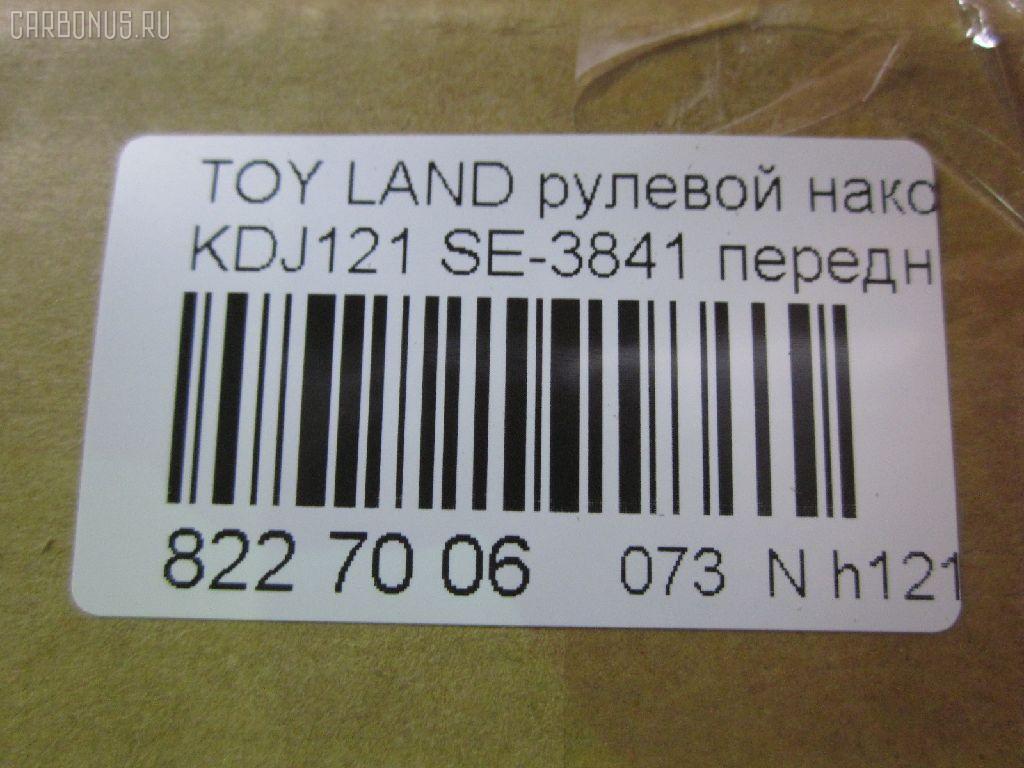 CARBONUS.RU
TOY LAND рулевой нако
KDJ121 SE-3841 передн
822 70 06 073 N h121